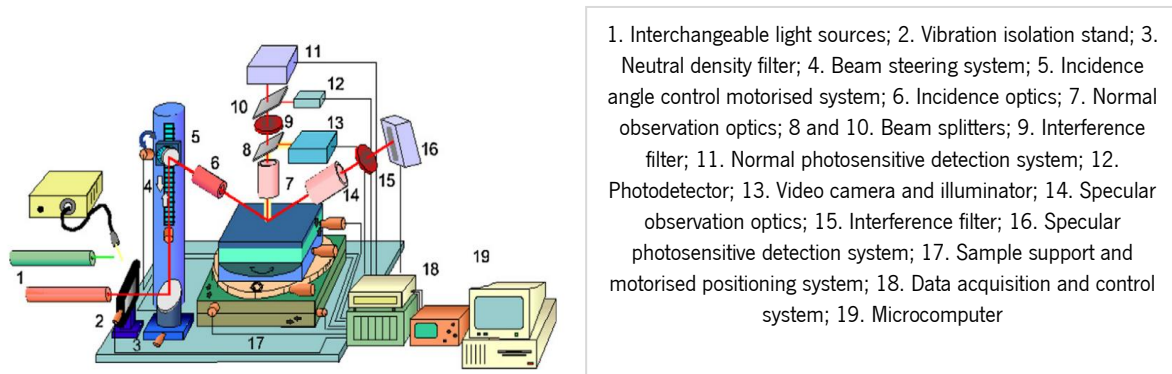 11
12
10
9
13
5
8
16
6
7
15
4
14
1
18
19
2
3
17
1. Interchangeable light sources; 2. Vibration isolation stand; 3.
Neutral density filter; 4. Beam steering system; 5. Incidence
angle control motorised system; 6. Incidence optics; 7. Normal
observation optics; 8 and 10. Beam splitters; 9. Interference
filter; 11. Normal photosensitive detection system; 12.
Photodetector; 13. Video camera and illuminator; 14. Specular
observation optics; 15. Interference filter; 16. Specular
photosensitive detection system; 17. Sample support and
motorised positioning system; 18. Data acquisition and control
system; 19. Microcomputer